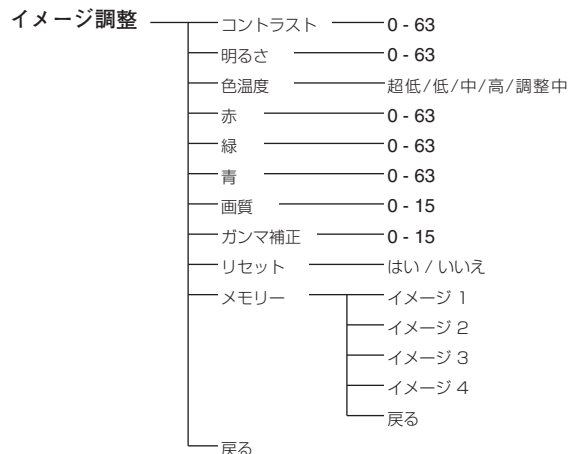 イメージ調整
コントラスト 0 - 63
明るさ 0 - 63
色温度 超低/低/中/高/調整中
赤 0 - 63
緑 0 - 63
青 0 - 63
画質 0 - 15
ガンマ補正 0 - 15
リセット はい / いいえ
メモリー イメージ 1
イメージ 2
イメージ 3
イメージ 4
戻る
戻る